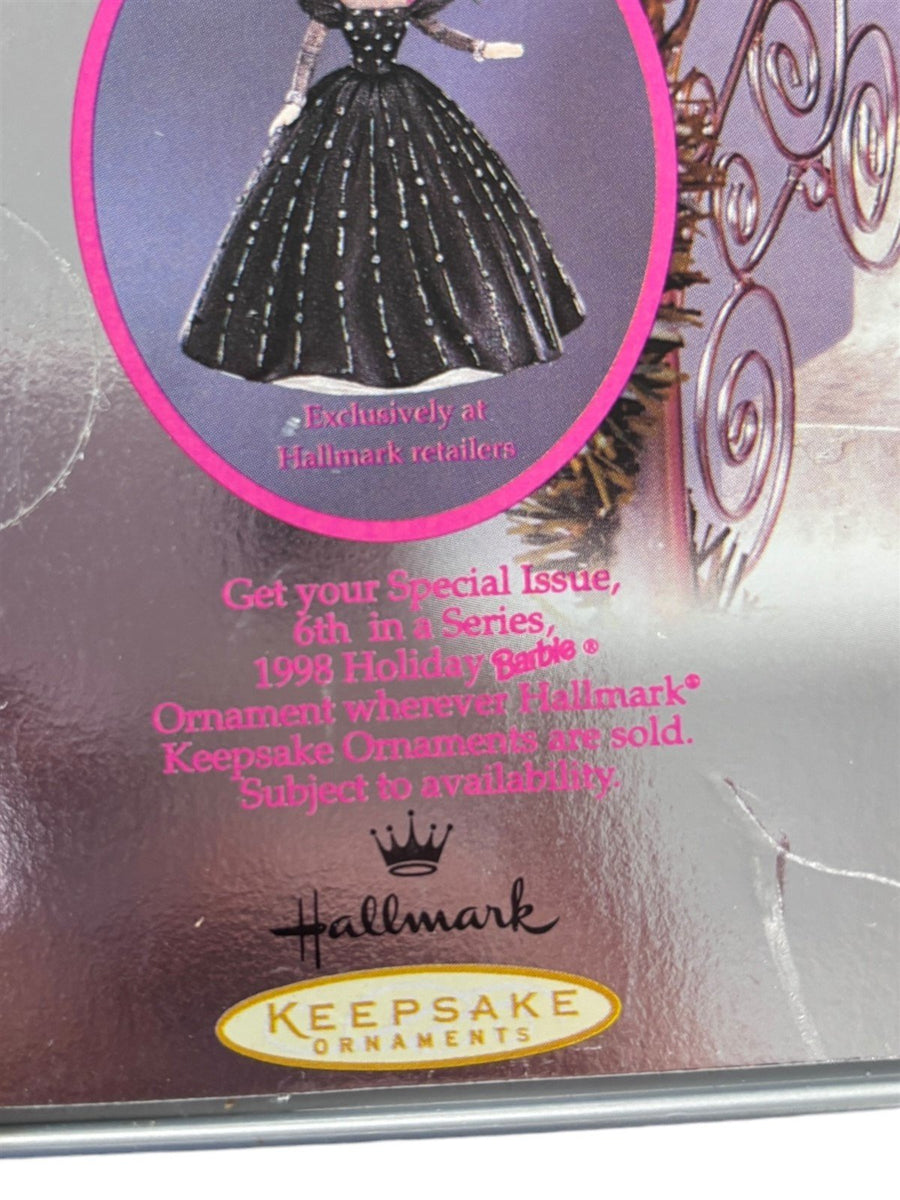 Exclusively at
Hallmark retailers
Get your Special Issue,
6th in a Series,
1998 Holiday Barbie®
Ornament wherever Hallmark®
Keepsake Ornaments are sold.
Subject to availability.
Hallmark
KEEPSAKE
ORNAMENTS